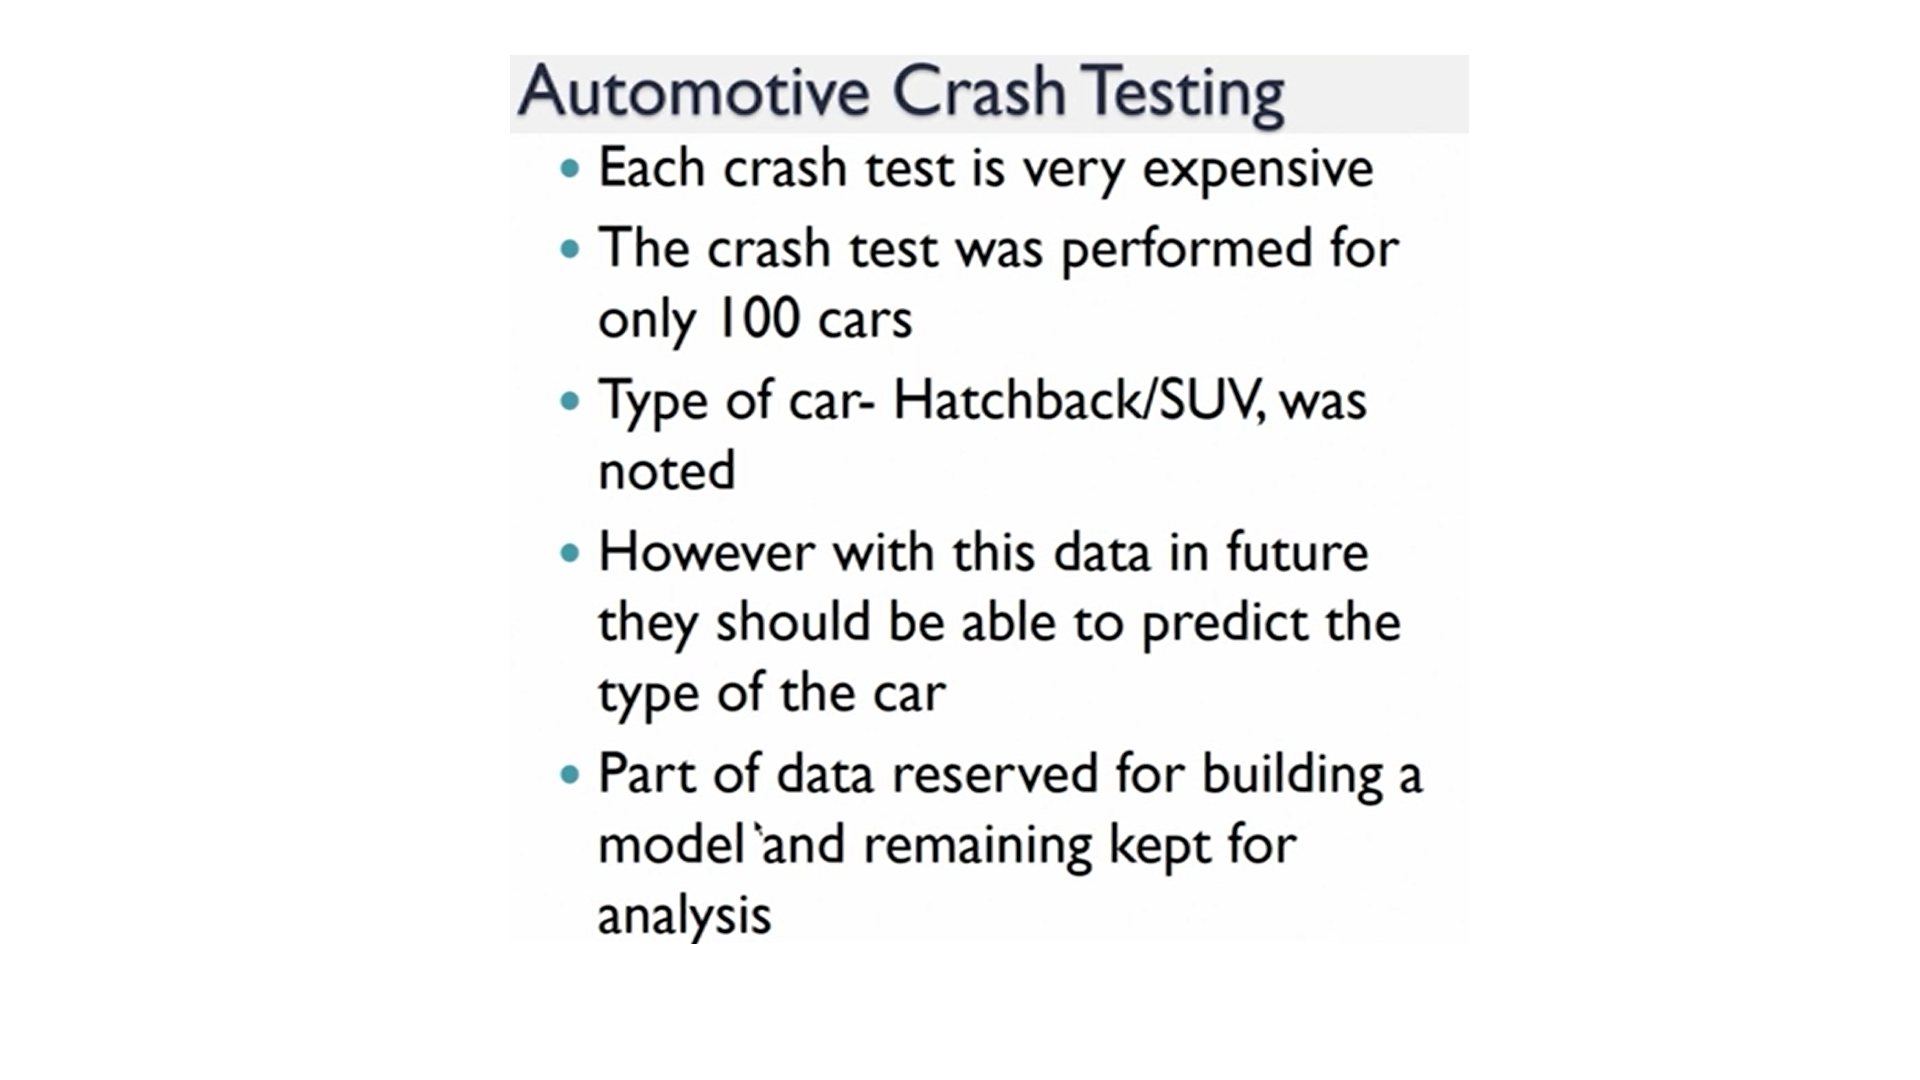 Automotive Crash Testing
• Each crash test is very expensive
• The crash test was performed for
only 100 cars
• Type of car- Hatchback/SUV, was
noted
• However with this data in future
they should be able to predict the
type of the car
• Part of data reserved for building a
model and remaining kept for
analysis